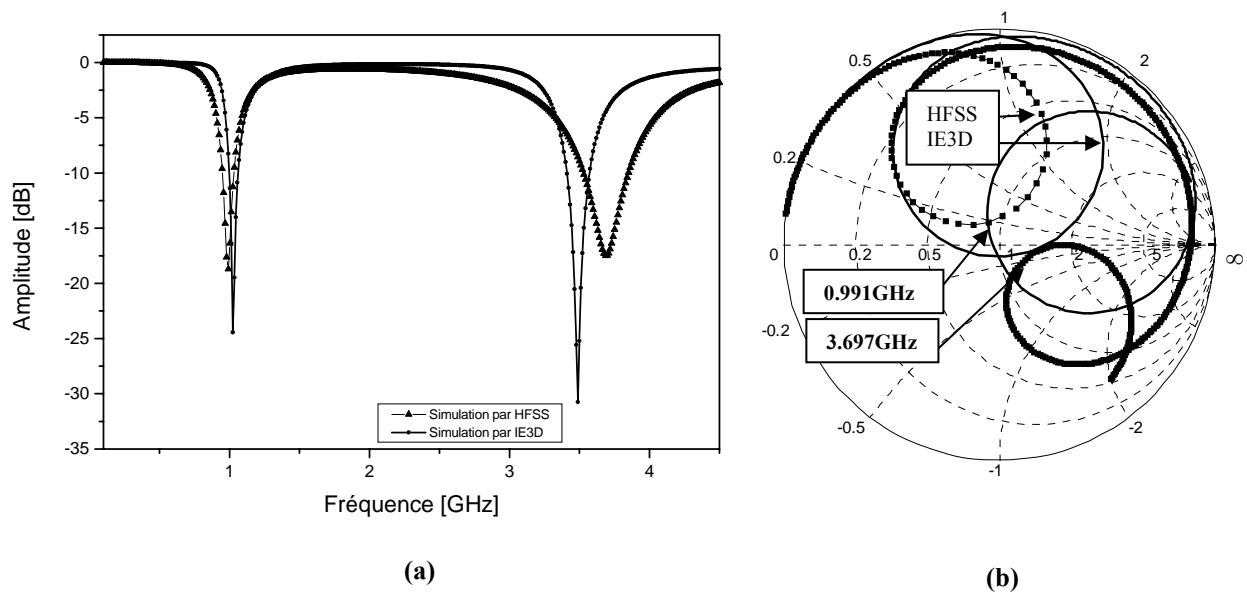 0
-5
-10
-15
-20
-25
-30
-35
Amplitude [dB]
1
2
3
4
Fréquence [GHz]
Simulation par HFSS
Simulation par IE3D
(a)
1
0.5
2
HFSS
IE3D
0.2
0
0.2
0.5
1
2
5
∞
0.991GHz
3.697GHz
-0.2
-0.5
-2
-1
(b)